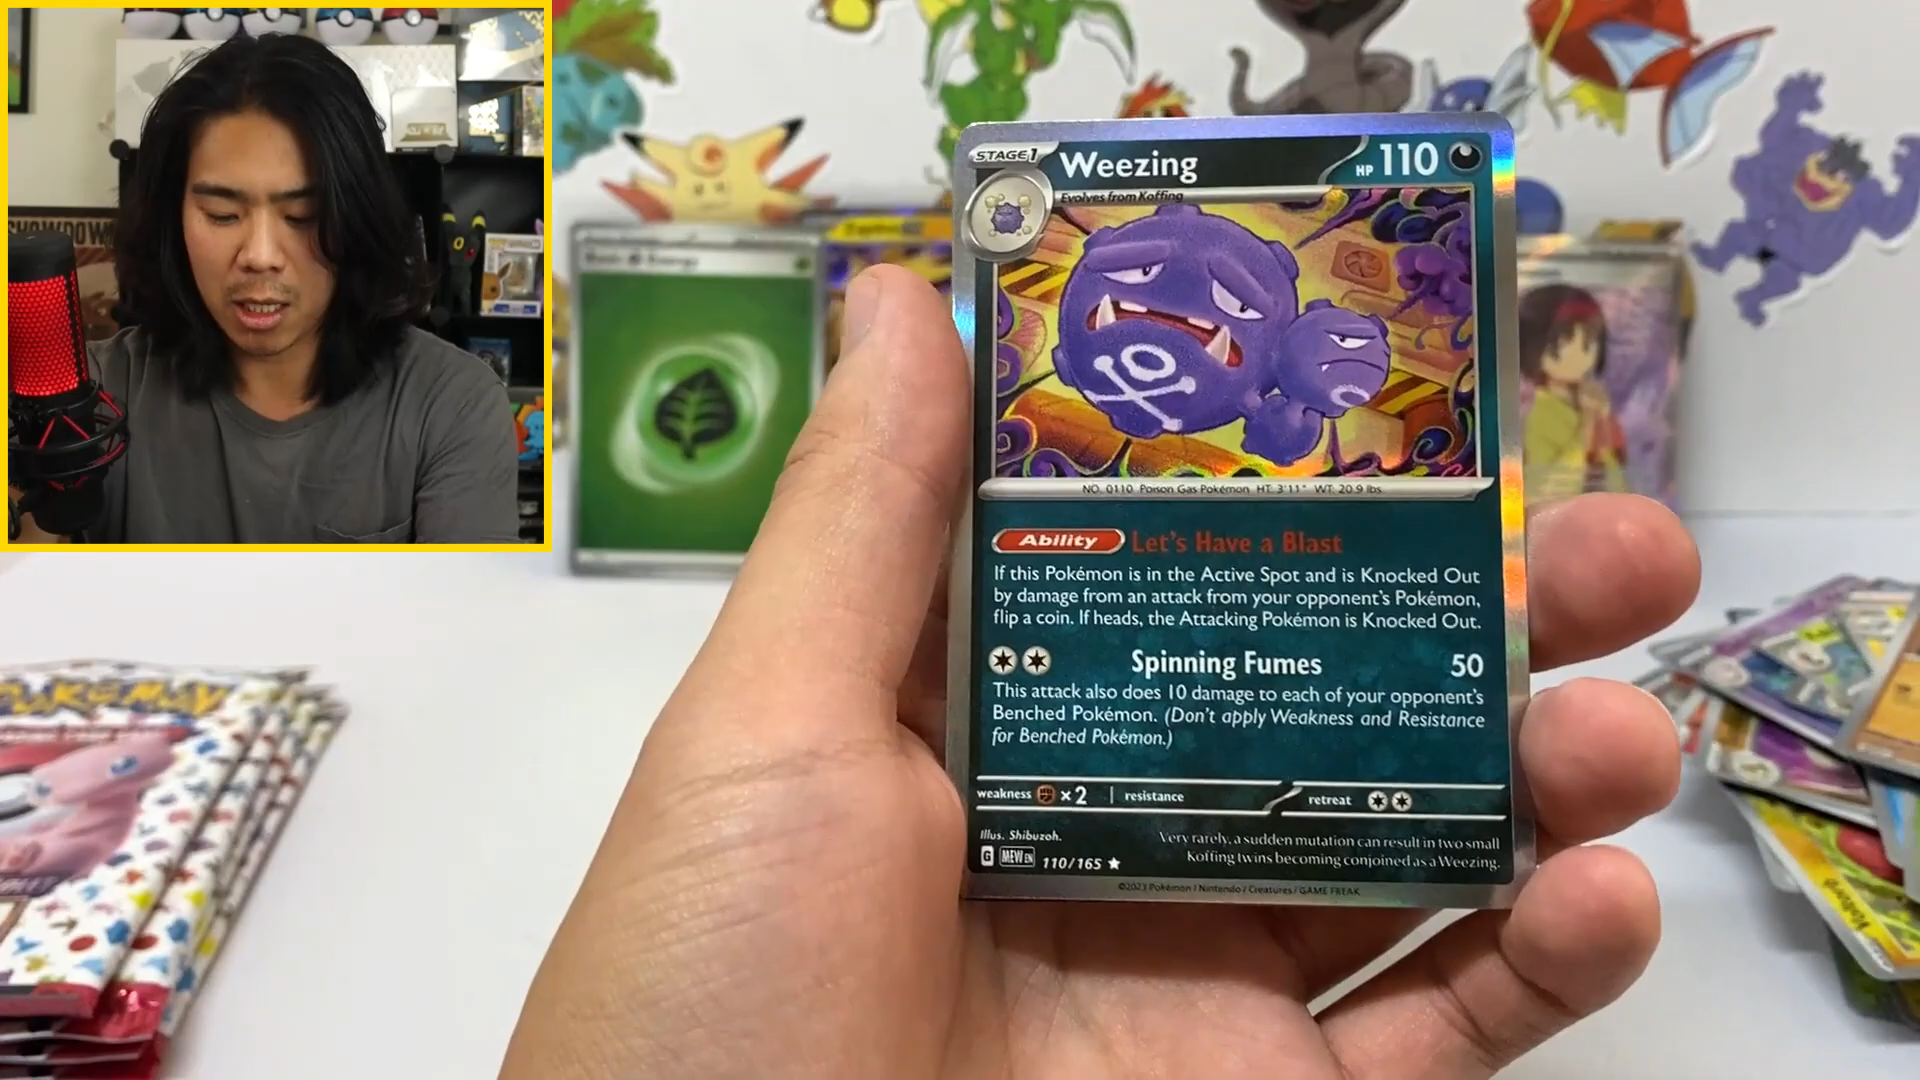 SHOWDOWN
Basic Energy
STAGE1
Weezing
HP 110
Evolves from Koffing
NO. 0110 Poison Gas Pokémon HT: 3'11" WT: 20.9 lbs.
Ability Let's Have a Blast
If this Pokémon is in the Active Spot and is Knocked Out
by damage from an attack from your opponent's Pokémon,
flip a coin. If heads, the Attacking Pokémon is Knocked Out.
Spinning Fumes 50
This attack also does 10 damage to each of your opponent's
Benched Pokémon. (Don't apply Weakness and Resistance
for Benched Pokémon.)
weakness ×2 resistance retreat
Illus. Shibuzoh.
G MEW EN 110/165
Very rarely, a sudden mutation can result in two small
Koffing twins becoming conjoined as a Weezing.
©2023 Pokémon / Nintendo / Creatures / GAME FREAK
POKÉMON